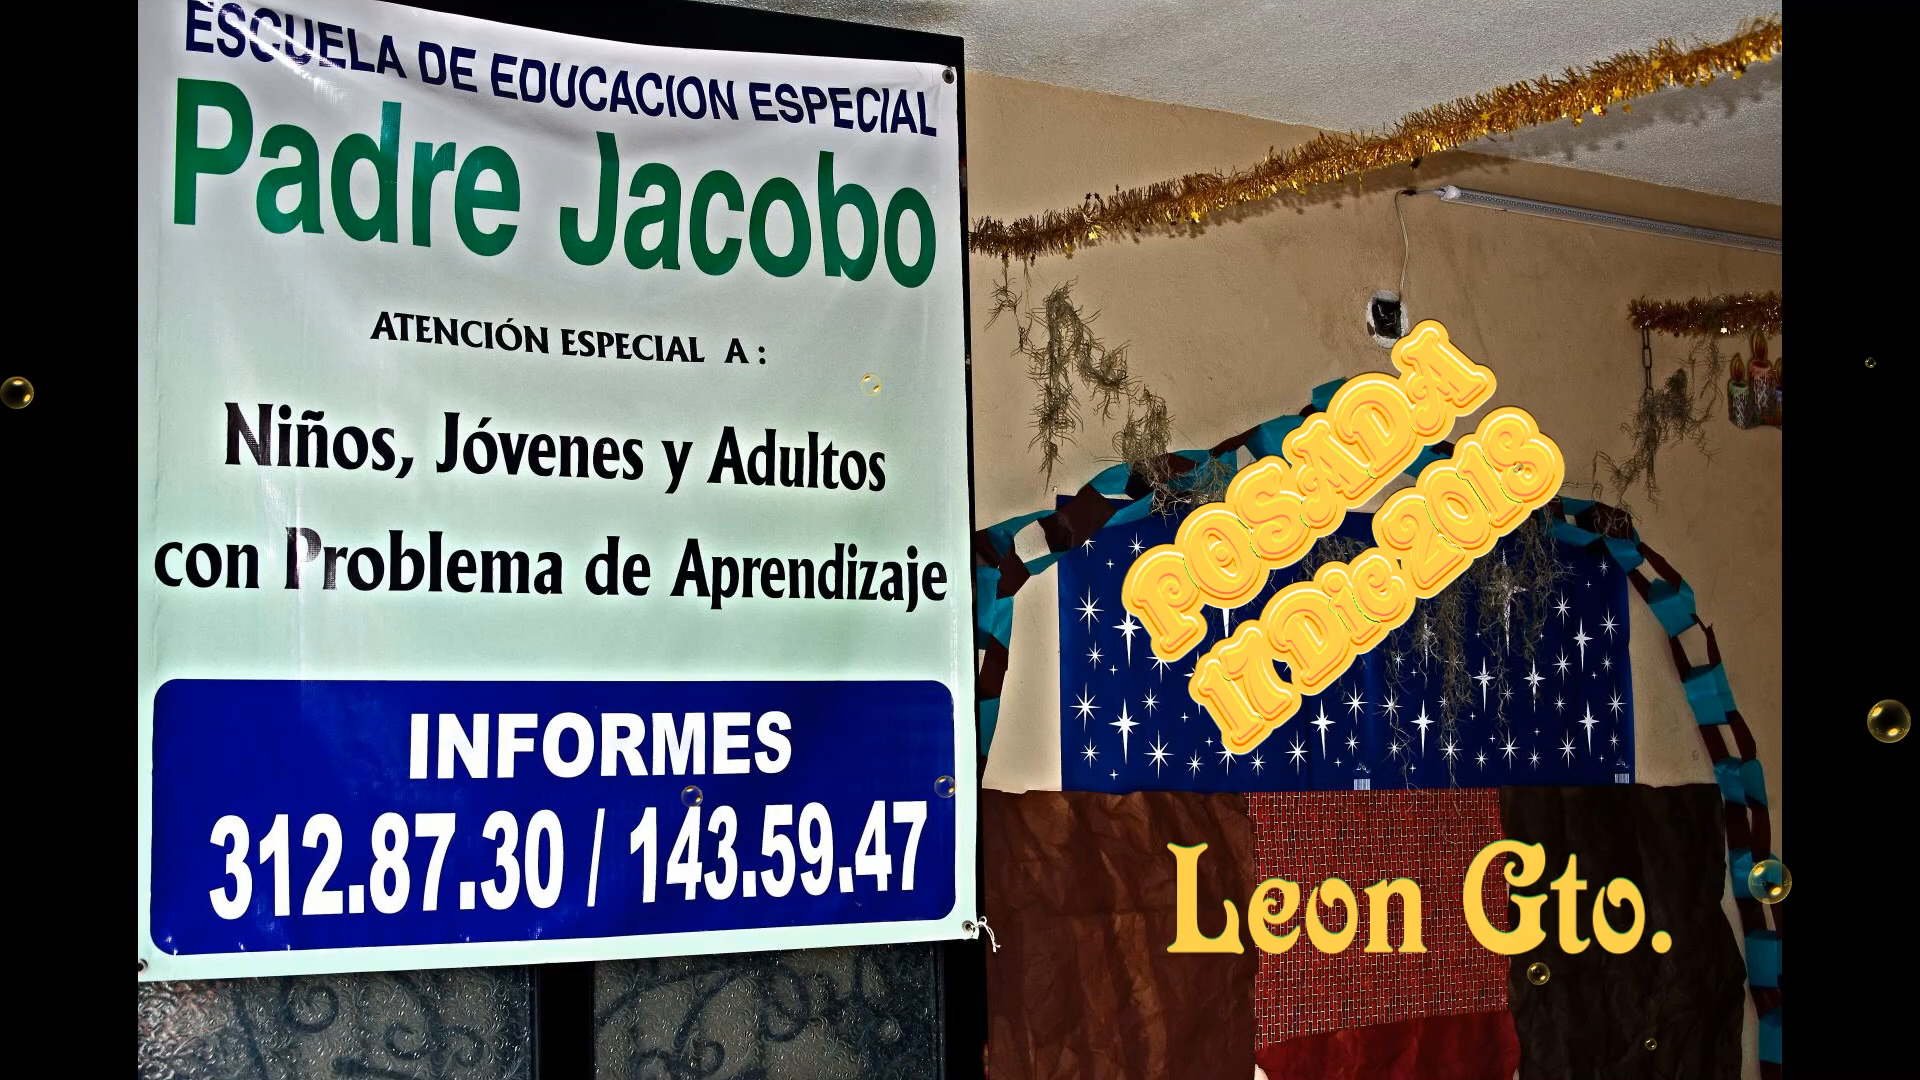 ESCUELA DE EDUCACION ESPECIAL
Padre Jacobo
ATENCIÓN ESPECIAL A :
Niños, Jóvenes y Adultos
con Problema de Aprendizaje
INFORMES
312.87.30 / 143.59.47
POSADA
17 Dic 2013
Leon Gto.